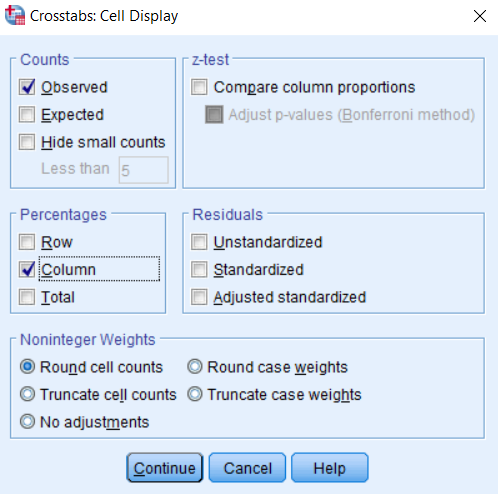 Crosstabs: Cell Display
Counts
Observed
Expected
Hide small counts
Less than 5
z-test
Compare column proportions
Adjust p-values (Bonferroni method)
Percentages
Row
Column
Total
Residuals
Unstandardized
Standardized
Adjusted standardized
Noninteger Weights
Round cell counts Round case weights
Truncate cell counts Truncate case weights
No adjustments
Continue Cancel Help